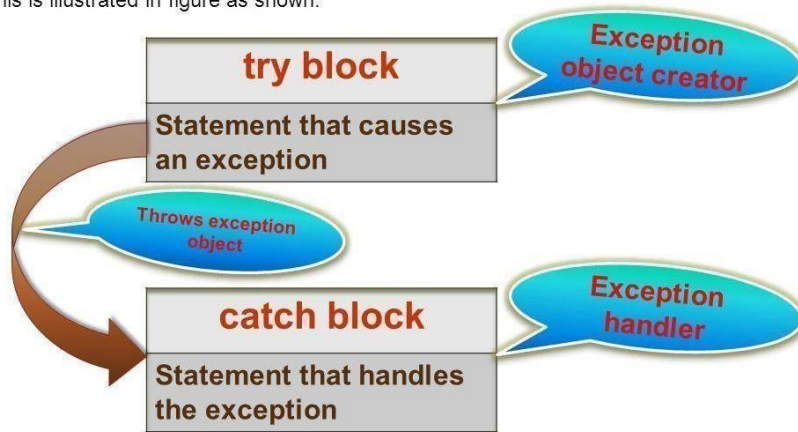 his is illustrated in figure as shown.
try block
Exception
object creator
Statement that causes
an exception
Throws exception
object
catch block
Exception
handler
Statement that handles
the exception